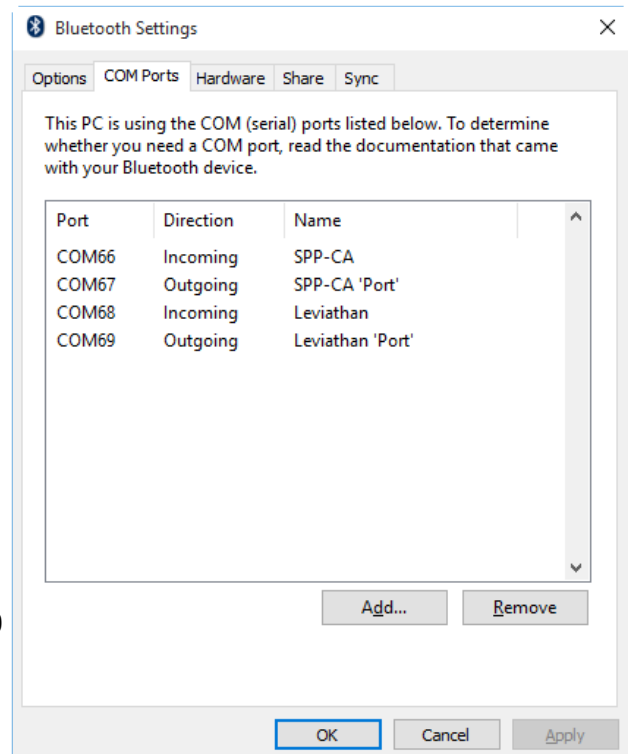 Bluetooth Settings
Options COM Ports Hardware Share Sync
This PC is using the COM (serial) ports listed below. To determine
whether you need a COM port, read the documentation that came
with your Bluetooth device.
Port Direction Name
COM66 Incoming SPP-CA
COM67 Outgoing SPP-CA 'Port'
COM68 Incoming Leviathan
COM69 Outgoing Leviathan 'Port'
Add... Remove
)
OK Cancel Apply